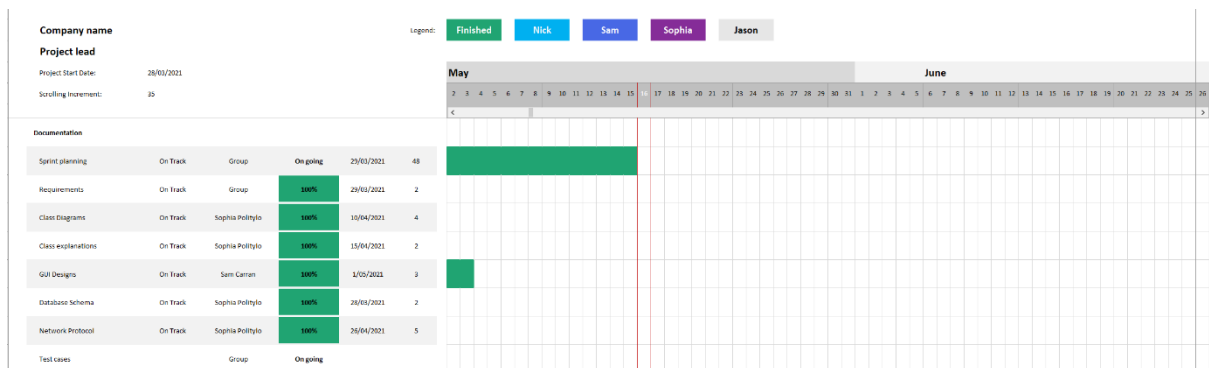 Company name
Legend: Finished Nick Sam Sophia Jason
Project lead
Project Start Date: 28/03/2021
May June
Scrolling Increment: 35
2 3 4 5 6 7 8 9 10 11 12 13 14 15 16 17 18 19 20 21 22 23 24 25 26 27 28 29 30 31 1 2 3 4 5 6 7 8 9 10 11 12 13 14 15 16 17 18 19 20 21 22 23 24 25 26
Documentation
Sprint planning On Track Group On going 29/03/2021 48
Requirements On Track Group 100% 29/03/2021 2
Class Diagrams On Track Sophia Politylo 100% 10/04/2021 4
Class explanations On Track Sophia Politylo 100% 15/04/2021 2
GUI Designs On Track Sam Carran 100% 1/05/2021 3
Database Schema On Track Sophia Politylo 100% 28/03/2021 2
Network Protocol On Track Sophia Politylo 100% 26/04/2021 5
Test cases Group On going